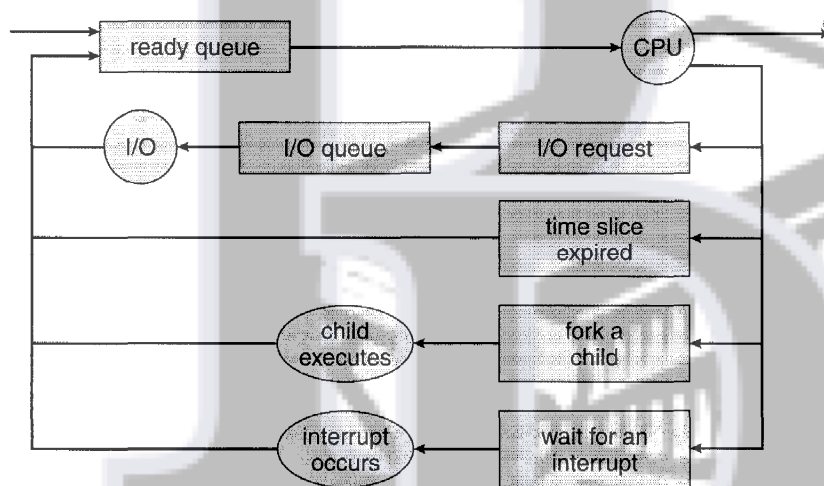 ready queue
CPU
I/O
I/O queue
I/O request
time slice
expired
child
executes
fork a
child
interrupt
occurs
wait for an
interrupt